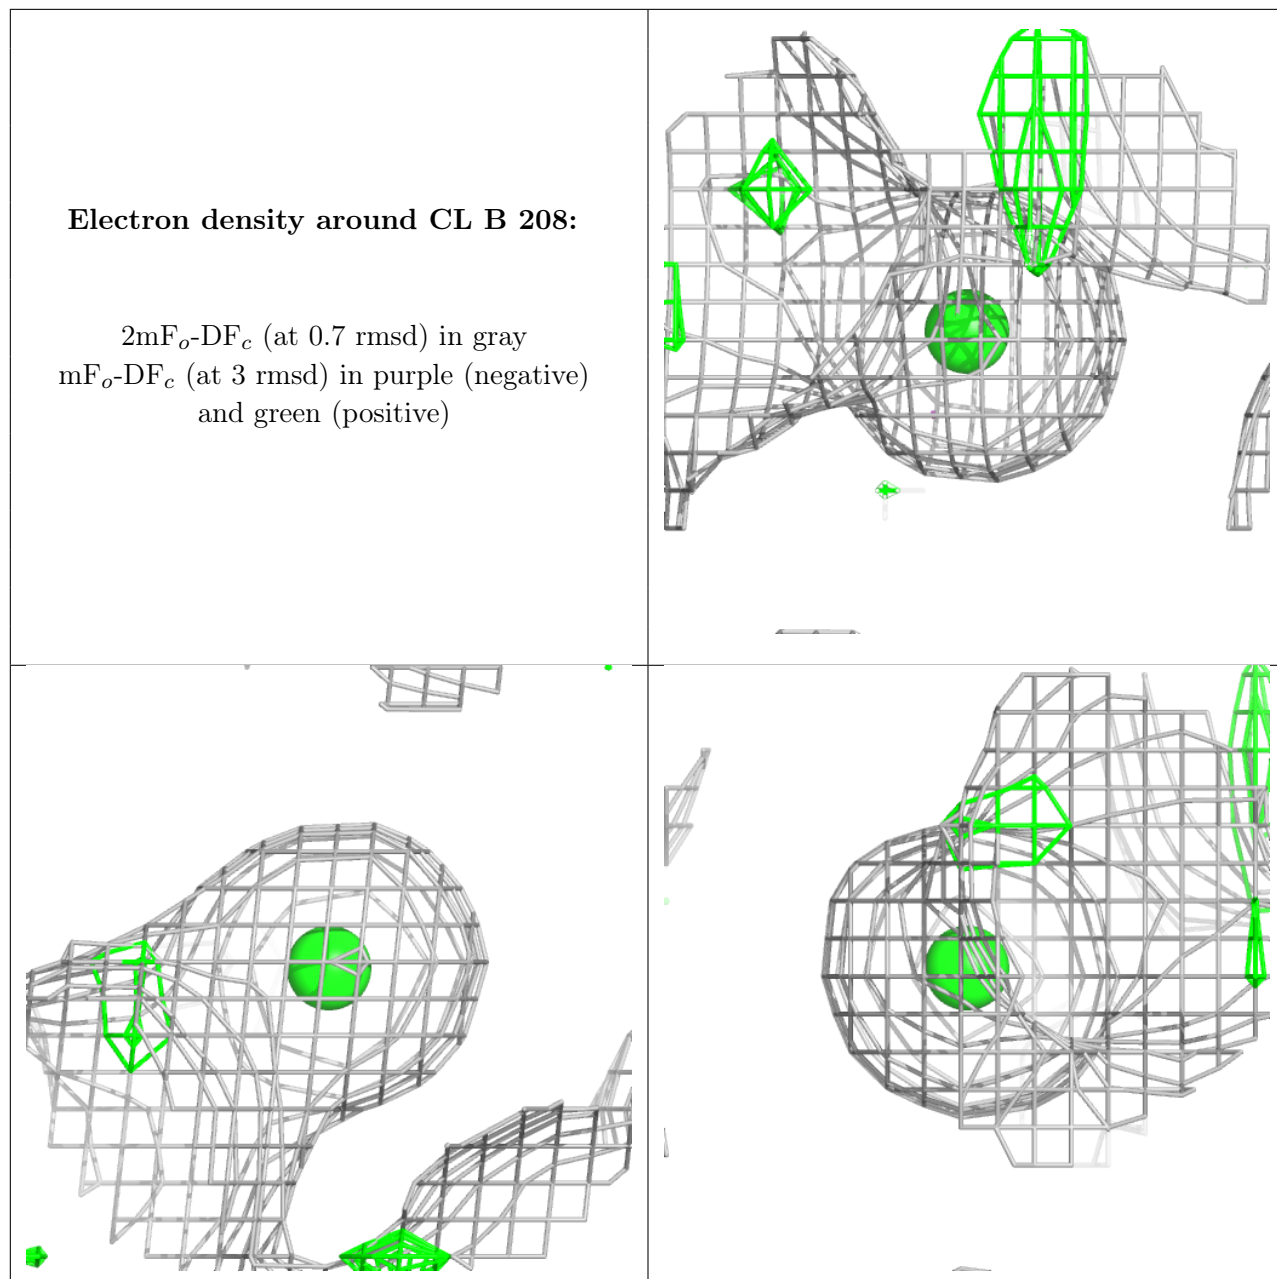 Electron density around CL B 208:
2mFo-DFc (at 0.7 rmsd) in gray
mFo-DFc (at 3 rmsd) in purple (negative)
and green (positive)